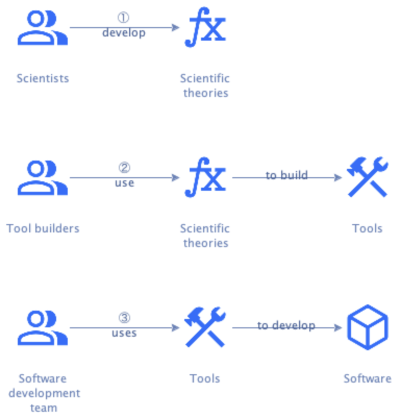 ①
develop
fx
Scientists
Scientific
theories
②
use
fx
to build
Tool builders
Scientific
theories
Tools
③
uses
to develop
Software
development
team
Tools
Software